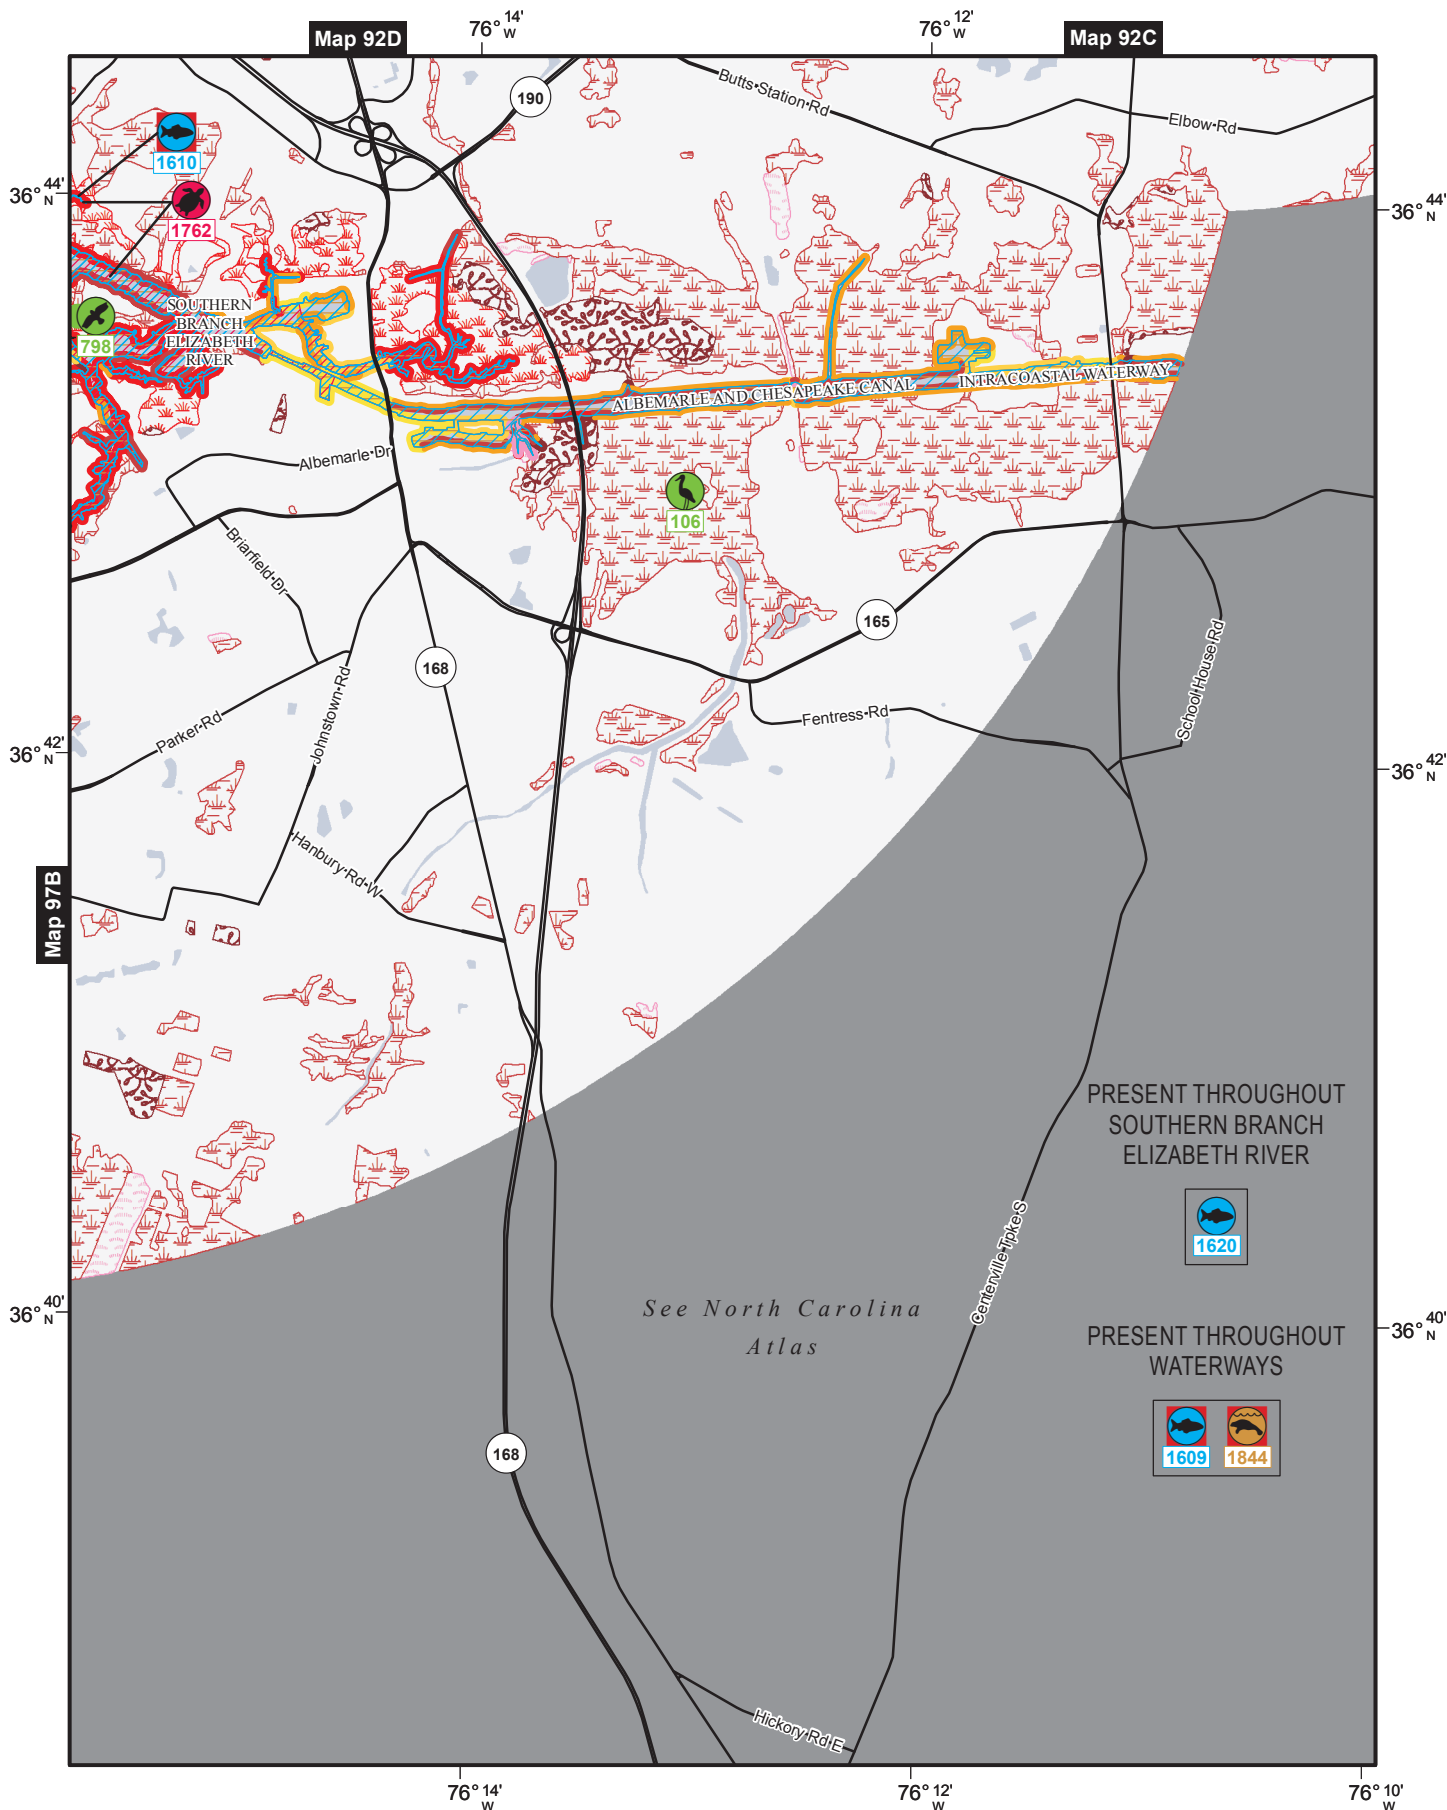 76° 14' W
76° 12' W
Map 92D
Map 92C
190
Butts Station Rd
Elbow Rd
1610
36° 44' N
36° 44' N
1762
SOUTHERN
BRANCH
ELIZABETH
RIVER
798
INTRACOASTAL WATERWAY
ALBEMARLE AND CHESAPEAKE CANAL
Albemarle Dr
106
Briarfield Dr
165
168
School House Rd
Johnstown Rd
Parker Rd
Fentress Rd
36° 42' N
36° 42' N
Hanbury Rd W
Map 97B
PRESENT THROUGHOUT
SOUTHERN BRANCH
ELIZABETH RIVER
1620
Centerville Tpke S
See North Carolina
Atlas
36° 40' N
36° 40' N
PRESENT THROUGHOUT
WATERWAYS
168
1609
1844
Hickory Rd E
76° 14' W
76° 12' W
76° 10' W